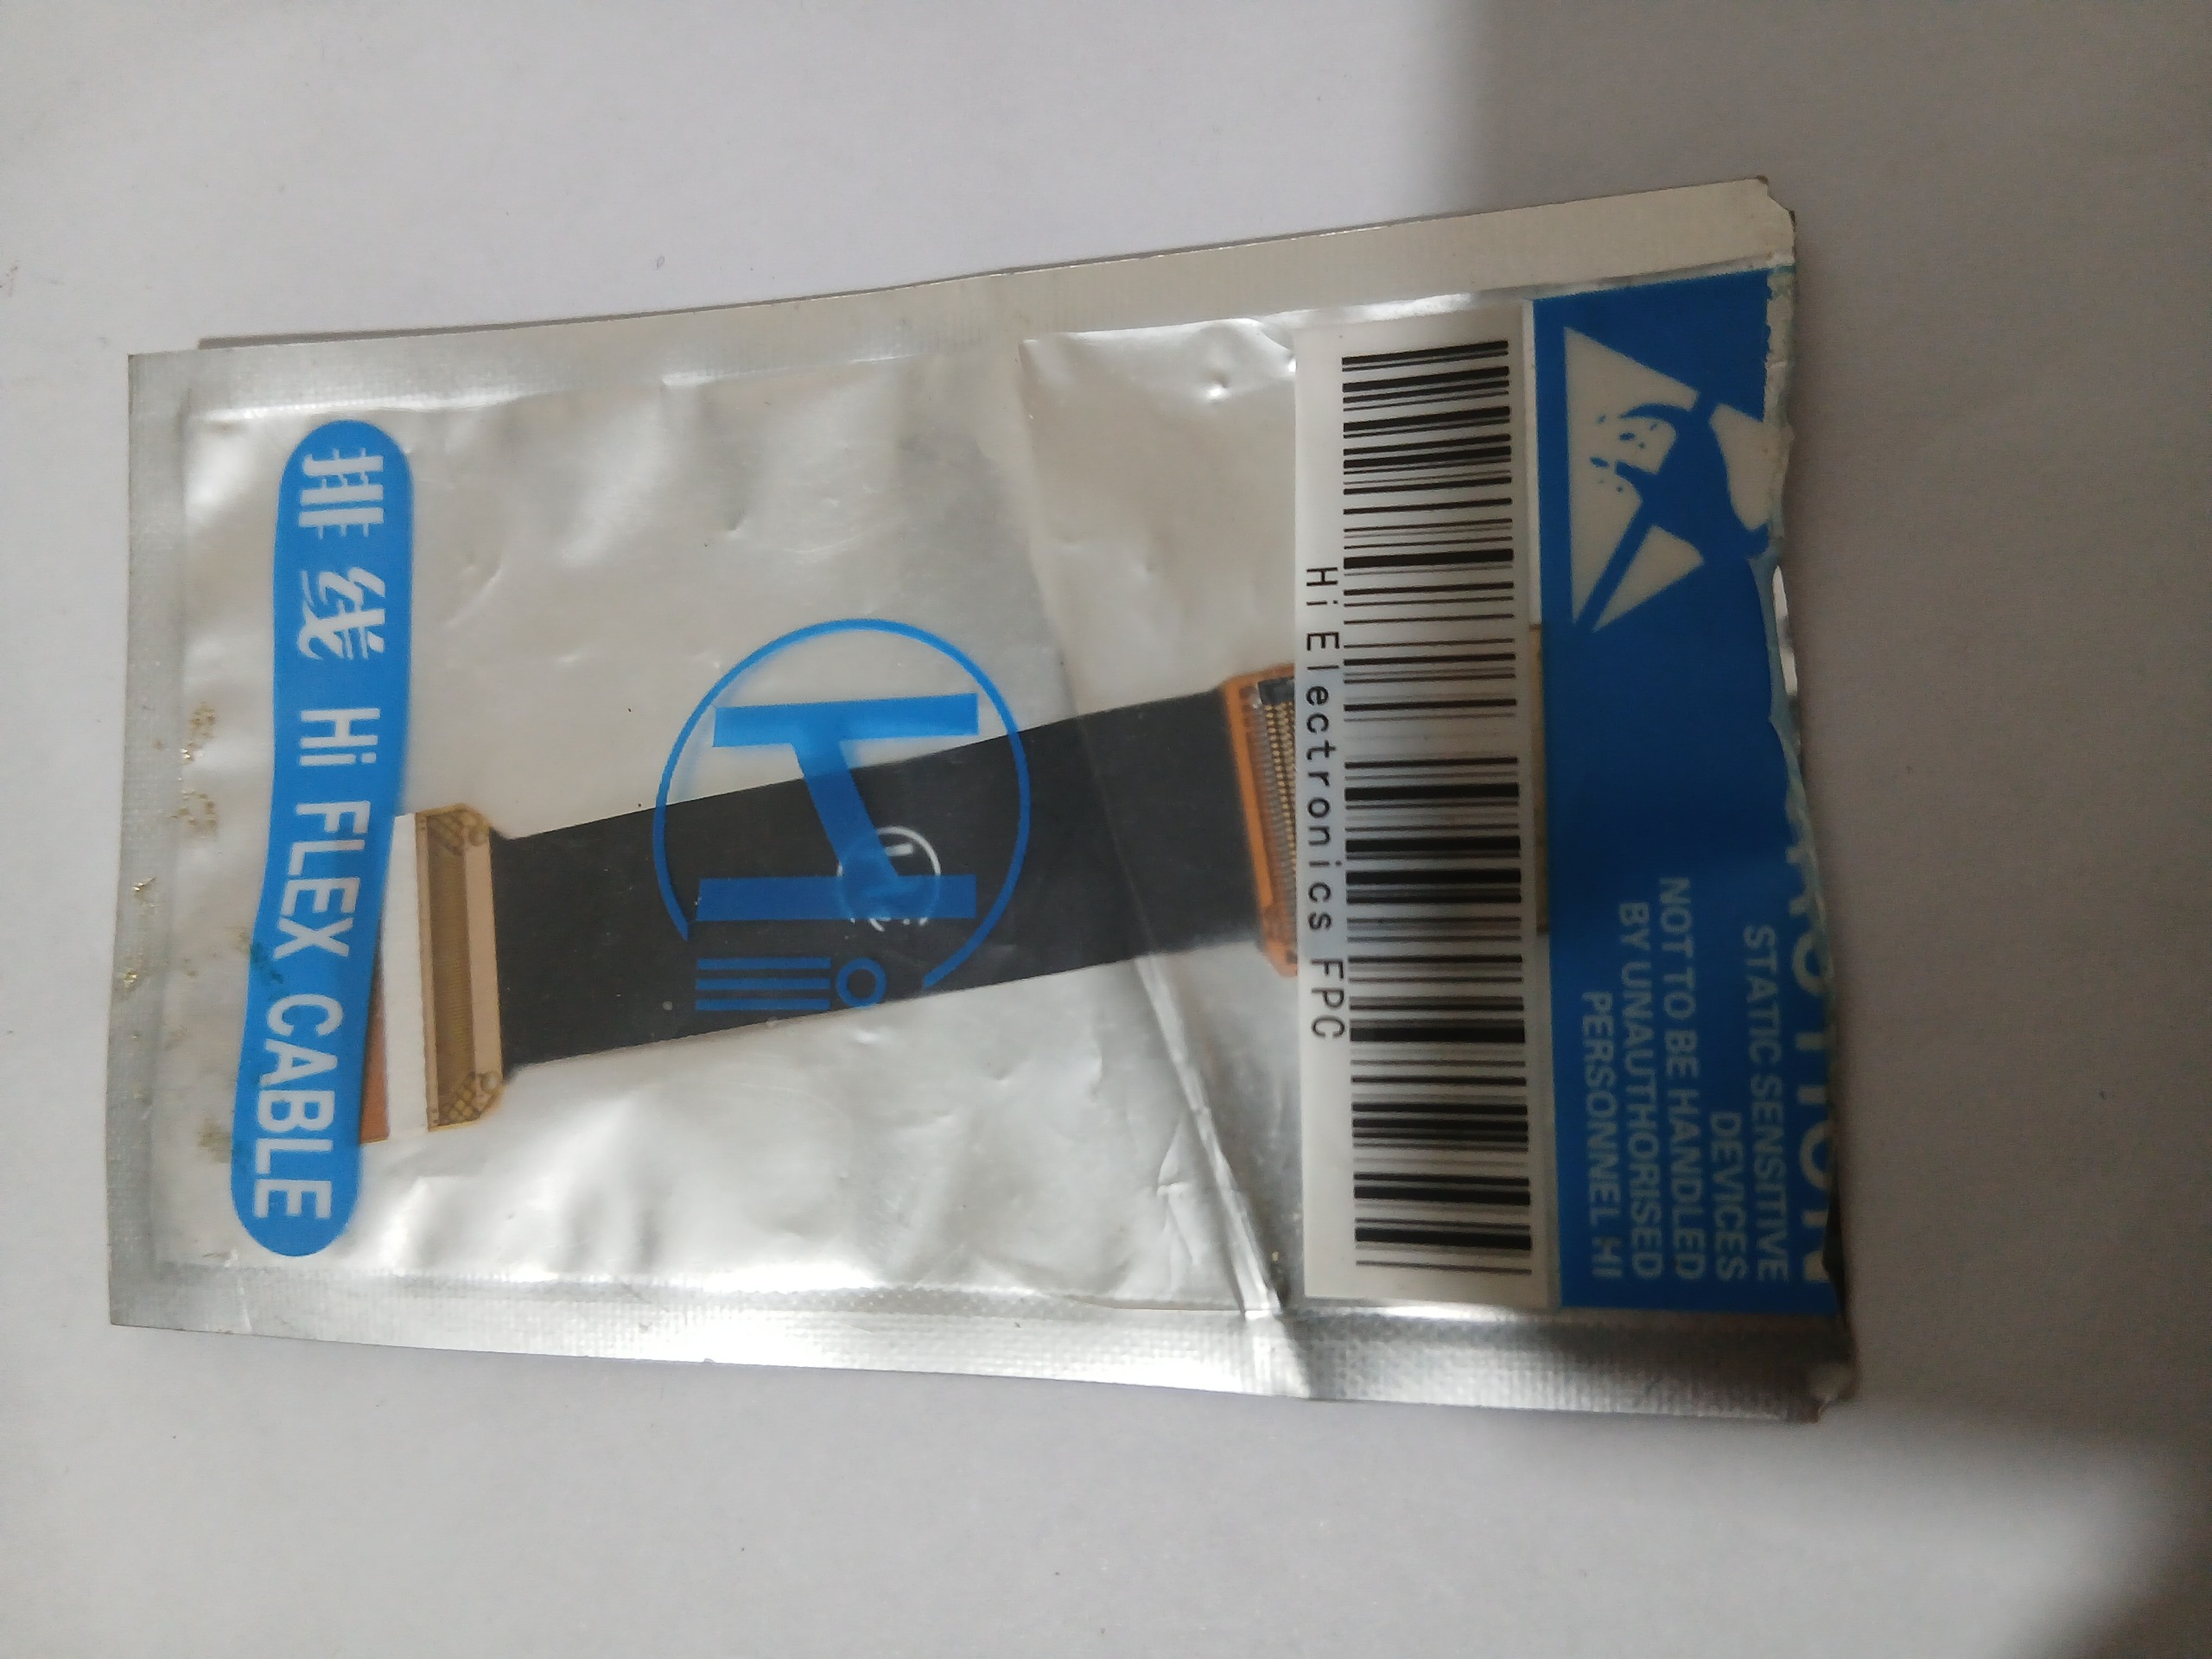 排线 Hi FLEX CABLE
Hi
Hi Electronics FPC
STATIC SENSITIVE
DEVICES
NOT TO BE HANDLED
BY UNAUTHORISED
PERSONNEL HI